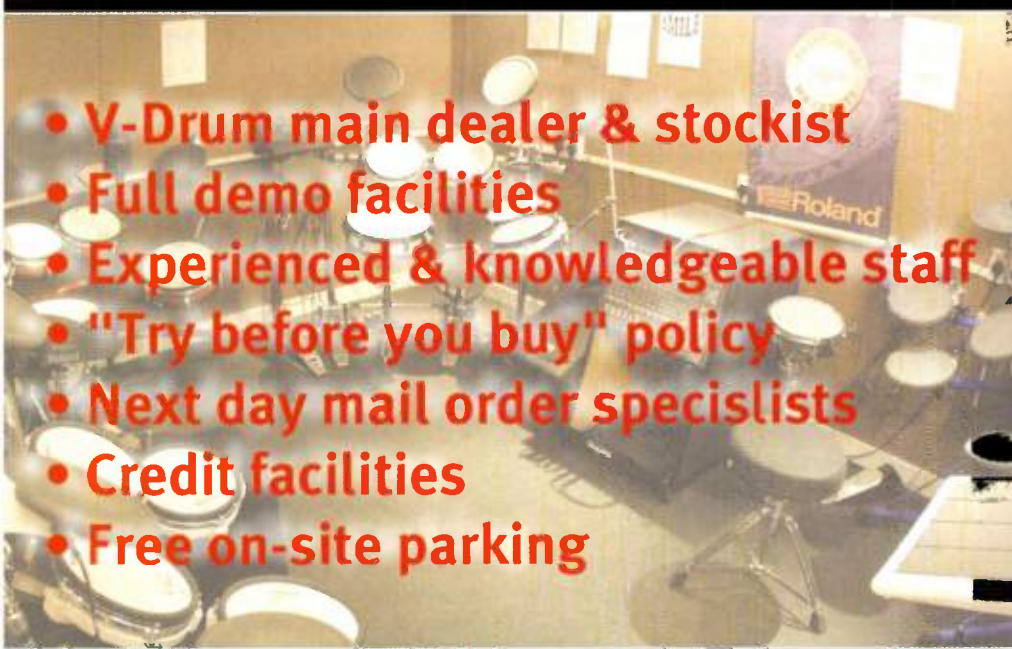 • V-Drum main dealer & stockist
• Full demo facilities
Roland
• Experienced & knowledgeable staff
• "Try before you buy" policy
• Next day mail order specislists
• Credit facilities
• Free on-site parking